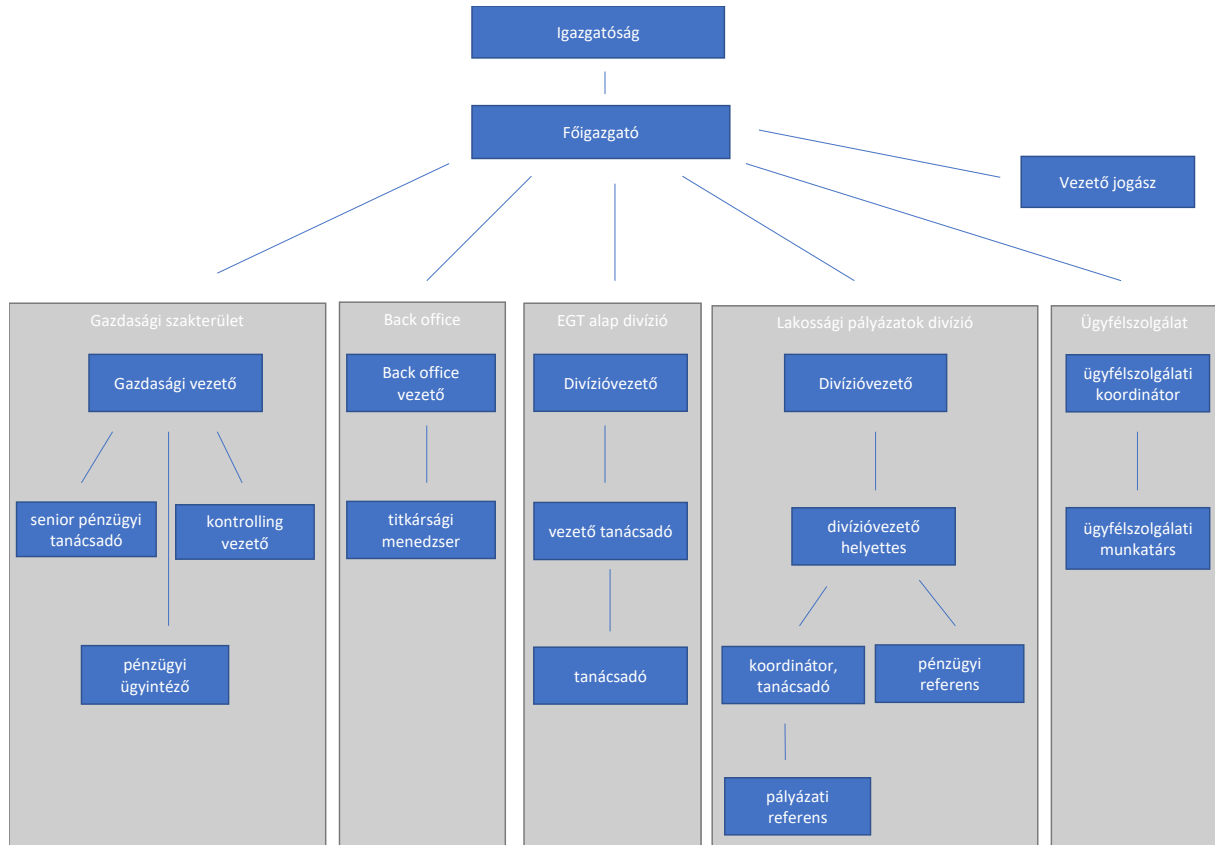 Igazgatóság
Főigazgató
Vezető jogász
Gazdasági szakterület
Back office
EGT alap divízió
Lakossági pályázatok divízió
Ügyfélszolgálat
Gazdasági vezető
Back office
vezető
Divízióvezető
Divízióvezető
ügyfélszolgálati
koordinátor
senior pénzügyi
tanácsadó
kontrolling
vezető
titkársági
menedzser
vezető tanácsadó
divízióvezető
helyettes
ügyfélszolgálati
munkatárs
pénzügyi
ügyintéző
tanácsadó
koordinátor,
tanácsadó
pénzügyi
referens
pályázati
referens